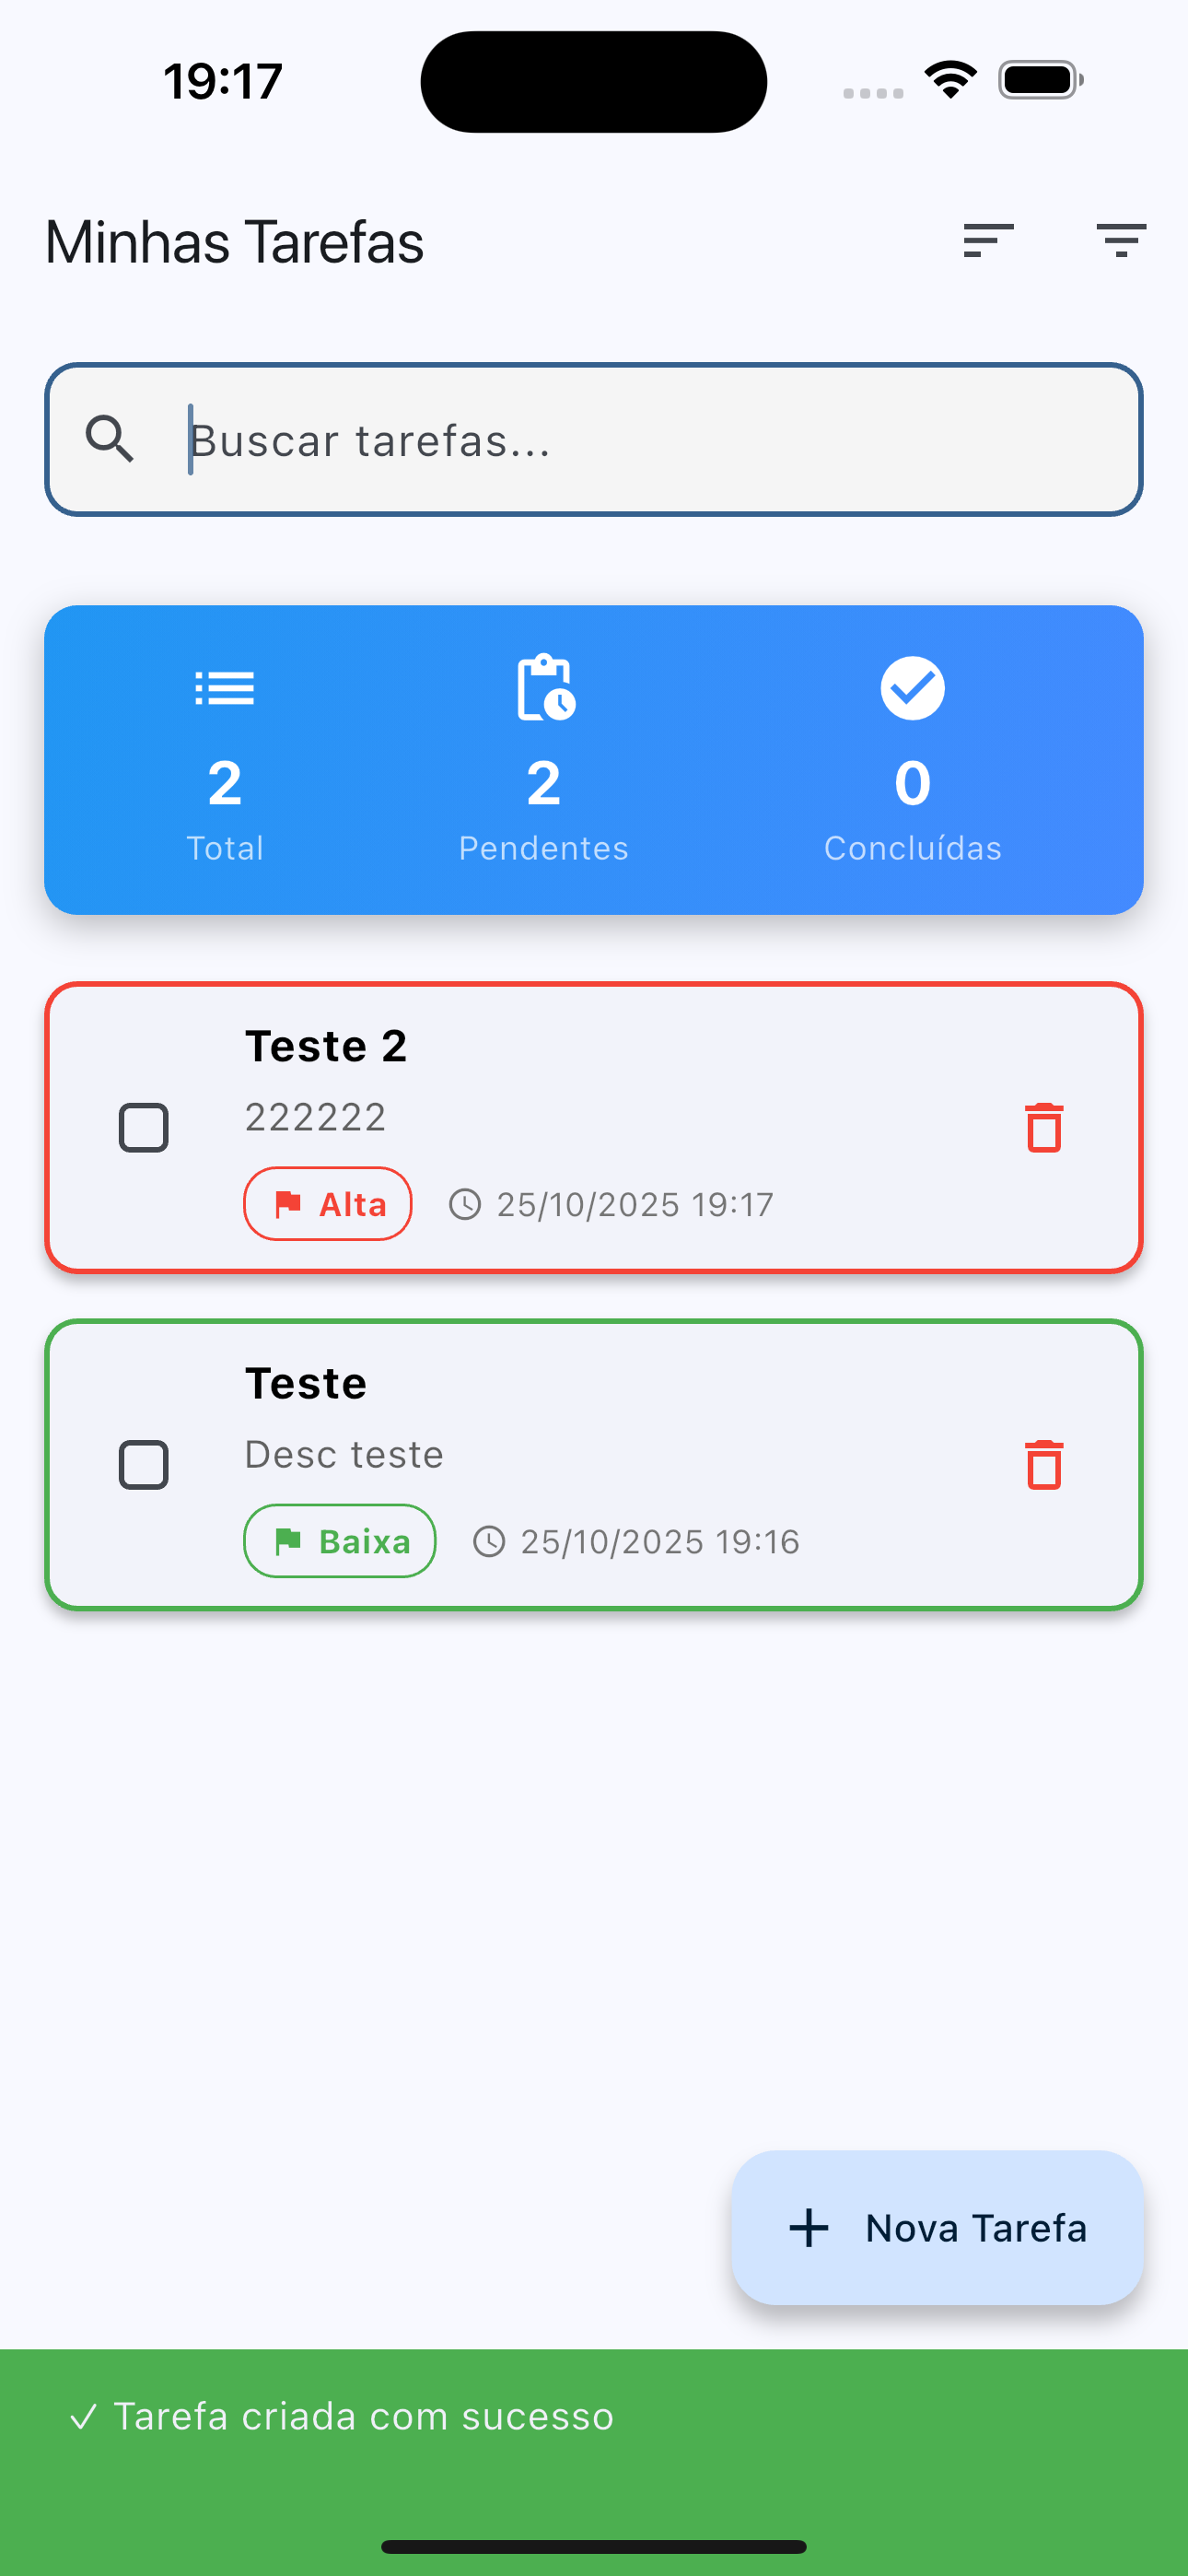 19:17
Minhas Tarefas
Buscar tarefas...
2 2 0
Total Pendentes Concluídas
Teste 2
222222
Alta 25/10/2025 19:17
Teste
Desc teste
Baixa 25/10/2025 19:16
+ Nova Tarefa
✓ Tarefa criada com sucesso